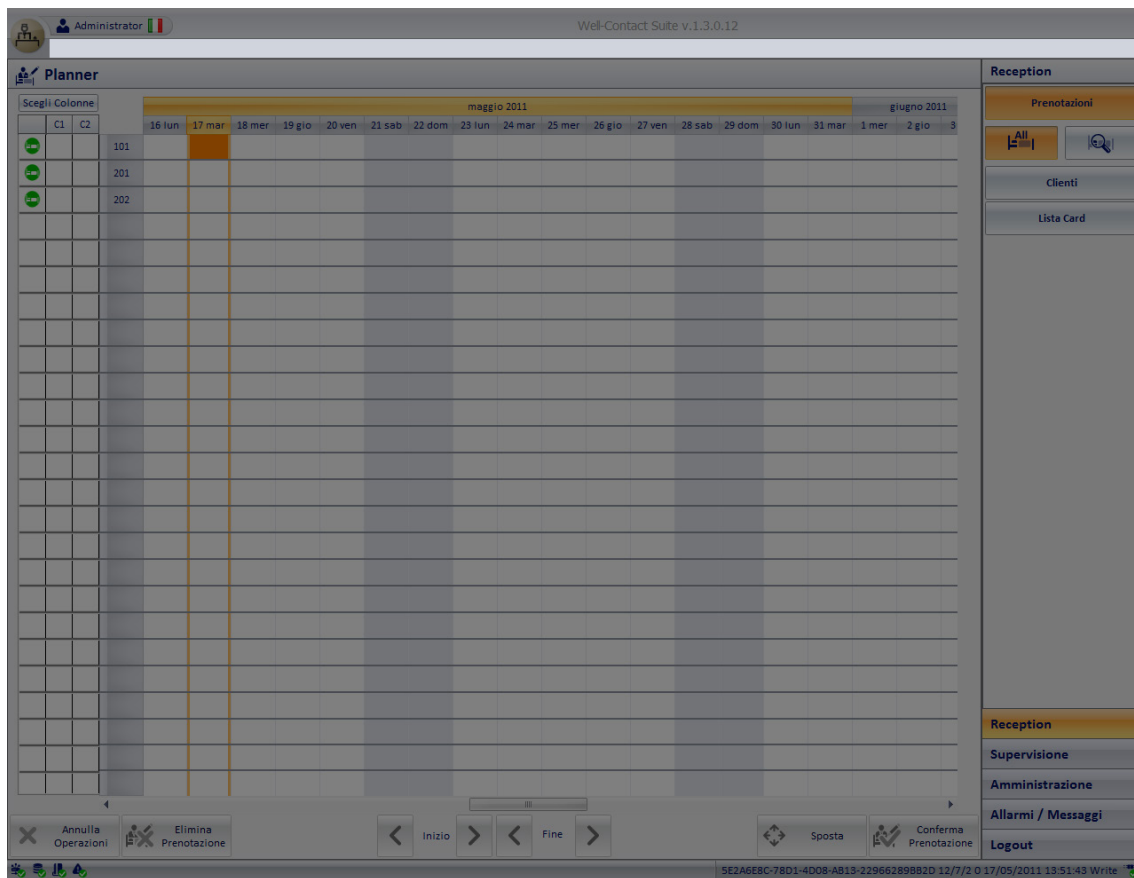 Administrator
Well-Contact Suite v.1.3.0.12
Planner
Reception
Scegli Colonne
maggio 2011
giugno 2011
Prenotazioni
C1 C2
16 lun 17 mar 18 mer 19 gio 20 ven 21 sab 22 dom 23 lun 24 mar 25 mer 26 gio 27 ven 28 sab 29 dom 30 lun 31 mar 1 mer 2 gio 3
101
All
201
Clienti
202
Lista Card
Reception
Supervisione
Amministrazione
Allarmi / Messaggi
Logout
Annulla
Operazioni
Elimina
Prenotazione
Inizio
Fine
Sposta
Conferma
Prenotazione
5E2A6E8C-78D1-4D08-AB13-22966289BB2D 12/7/2 0 17/05/2011 13:51:43 Write